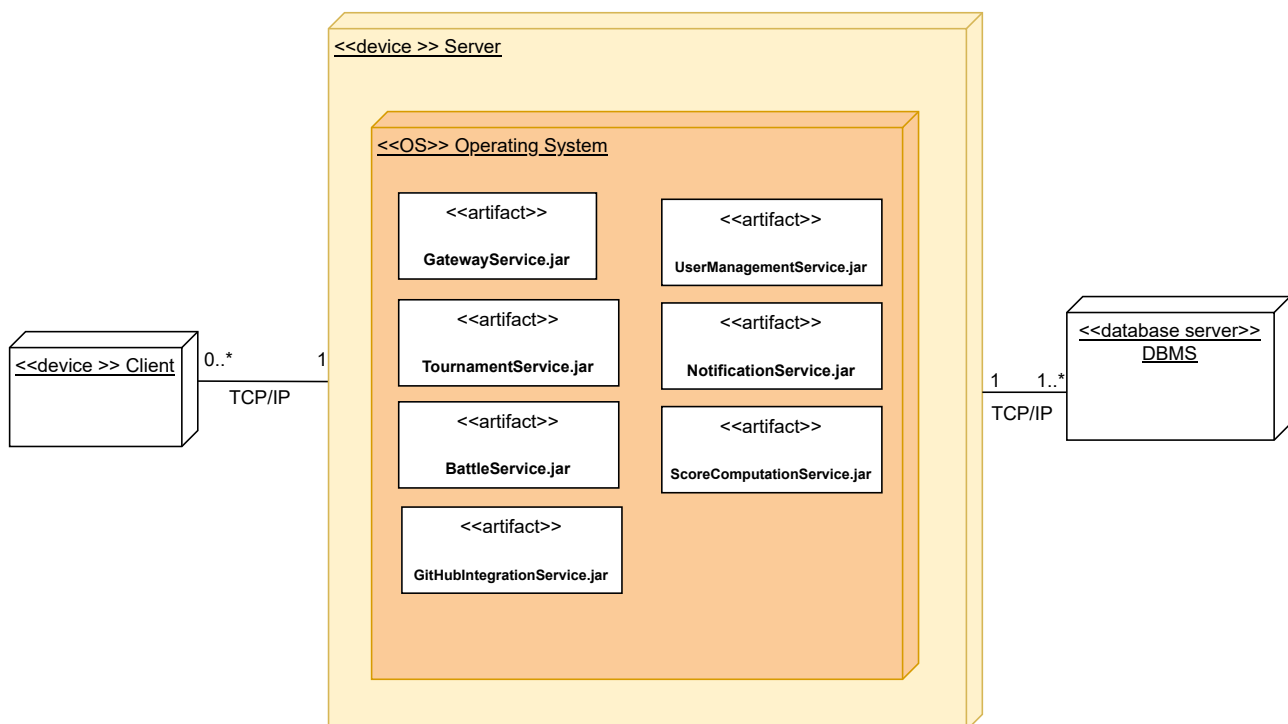 <<device >> Server
<<OS>> Operating System
<<artifact>>
GatewayService.jar
<<artifact>>
UserManagementService.jar
<<artifact>>
TournamentService.jar
<<artifact>>
NotificationService.jar
<<artifact>>
BattleService.jar
<<artifact>>
ScoreComputationService.jar
<<artifact>>
GitHubIntegrationService.jar
<<device >> Client
0..*
1
TCP/IP
1
1..*
TCP/IP
<<database server>>
DBMS